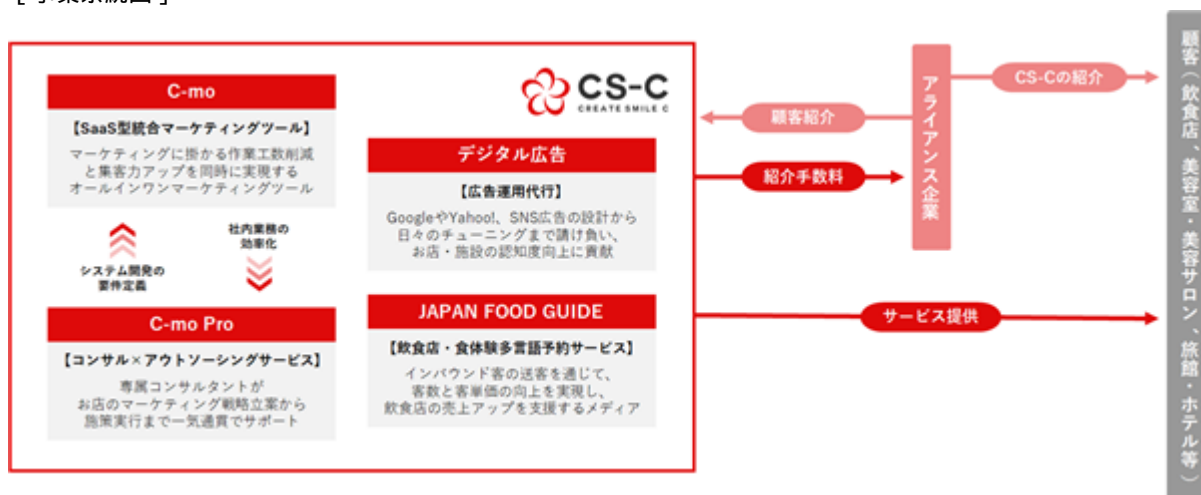 CS-C
CREATE SMILE C
C-mo
【SaaS型統合マーケティングツール】
マーケティングに掛かる作業工数削減
と集客力アップを同時に実現する
オールインワンマーケティングツール
システム開発の
要件定義
社内業務の
効率化
C-mo Pro
【コンサル×アウトソーシングサービス】
専属コンサルタントが
お店のマーケティング戦略立案から
施策実行まで一気通貫でサポート
デジタル広告
【広告運用代行】
GoogleやYahoo!、SNS広告の設計から
日々のチューニングまで請け負い、
お店・施設の認知度向上に貢献
JAPAN FOOD GUIDE
【飲食店・食体験多言語予約サービス】
インバウンド客の送客を通じて、
客数と客単価の向上を実現し、
飲食店の売上アップを支援するメディア
顧客紹介
紹介手数料
アライアンス企業
CS-Cの紹介
サービス提供
顧客（飲食店、美容室・美容サロン、旅館・ホテル等）